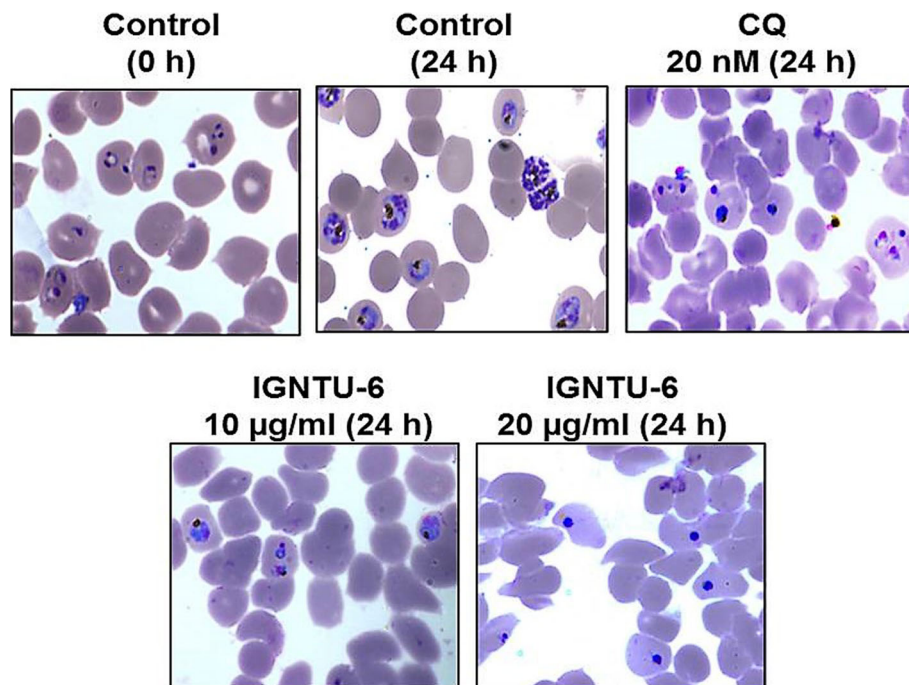 Control
(0 h)
Control
(24 h)
CQ
20 nM (24 h)
IGNTU-6
10 µg/ml (24 h)
IGNTU-6
20 µg/ml (24 h)